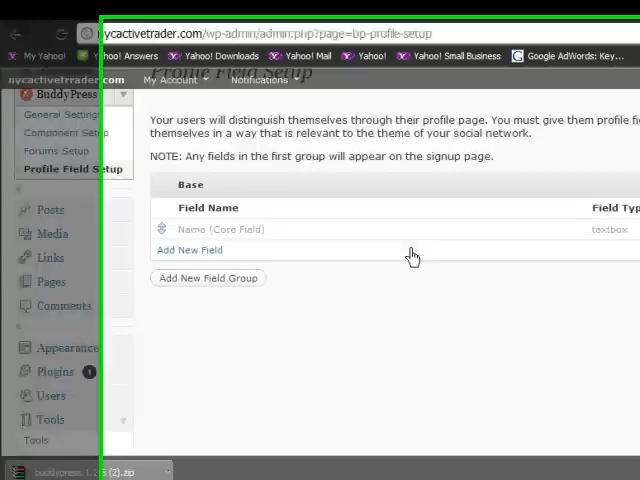 nycactivetrader.com/wp-admin/admin.php?page=bp-profile-setup
My Yahoo! Yahoo! Answers Yahoo! Downloads Yahoo! Mail Yahoo! Yahoo! Small Business Google AdWords: Key...
nycactivetrader.com My Account Notifications
Profile Field Setup
BuddyPress
General Settings
Component Setup
Forums Setup
Profile Field Setup
Posts
Media
Links
Pages
Comments
Appearance
Plugins 1
Users
Tools
Tools
Your users will distinguish themselves through their profile page. You must give them profile
themselves in a way that is relevant to the theme of your social network.
NOTE: Any fields in the first group will appear on the signup page.
Base
Field Name Field Typ
Name (Core Field) textbox
Add New Field
Add New Field Group
(2).zip